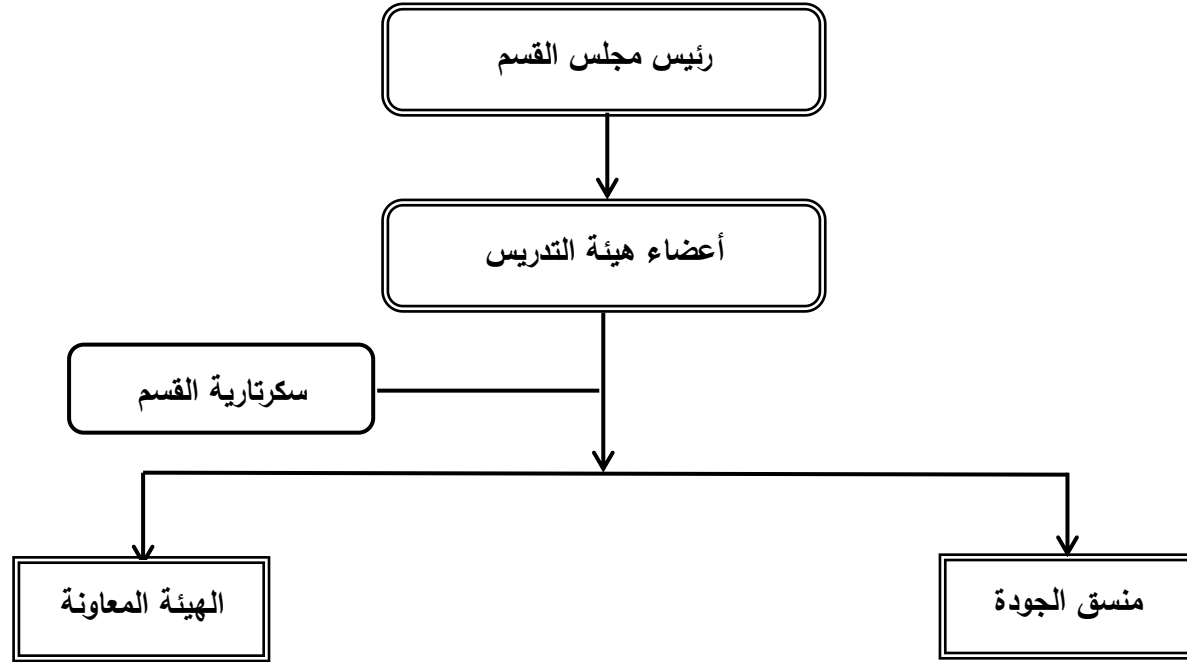 رئيس مجلس القسم
أعضاء هيئة التدريس
سكرتارية القسم
منسق الجودة
الهيئة المعاونة